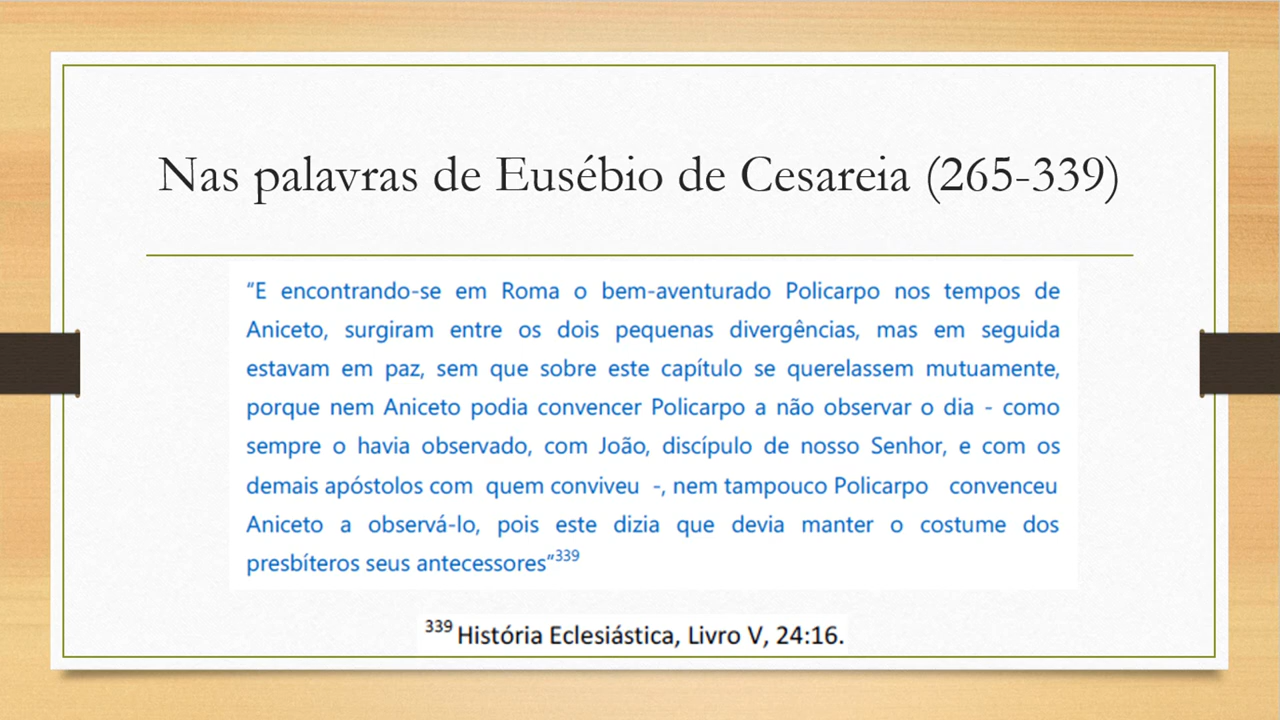 Nas palavras de Eusébio de Cesareia (265-339)
“E encontrando-se em Roma o bem-aventurado Policarpo nos tempos de
Aniceto, surgiram entre os dois pequenas divergências, mas em seguida
estavam em paz, sem que sobre este capítulo se querelassem mutuamente,
porque nem Aniceto podia convencer Policarpo a não observar o dia - como
sempre o havia observado, com João, discípulo de nosso Senhor, e com os
demais apóstolos com quem conviveu -, nem tampouco Policarpo convenceu
Aniceto a observá-lo, pois este dizia que devia manter o costume dos
presbíteros seus antecessores”339
339 História Eclesiástica, Livro V, 24:16.